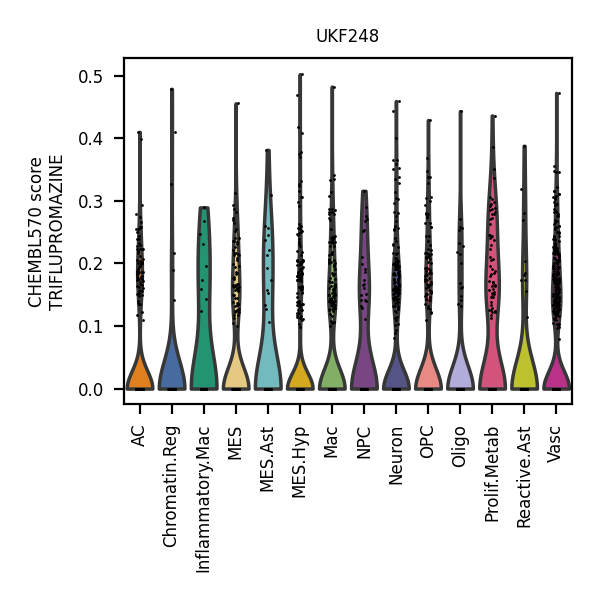 UKF248
CHEMBL570 score
TRIFLUPROMAZINE
0.5
0.4
0.3
0.2
0.1
0.0
AC
Chromatin.Reg
Inflammatory.Mac
MES
MES.Ast
MES.Hyp
Mac
NPC
Neuron
OPC
Oligo
Prolif.Metab
Reactive.Ast
Vasc